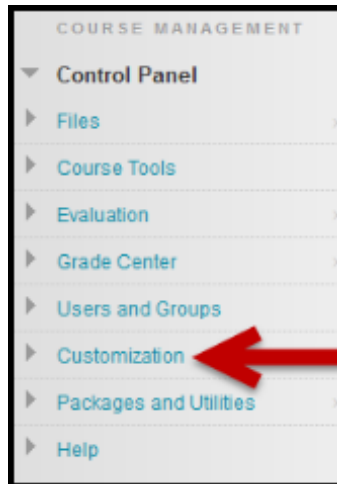 COURSE MANAGEMENT
Control Panel
Files
Course Tools
Evaluation
Grade Center
Users and Groups
Customization
Packages and Utilities
Help